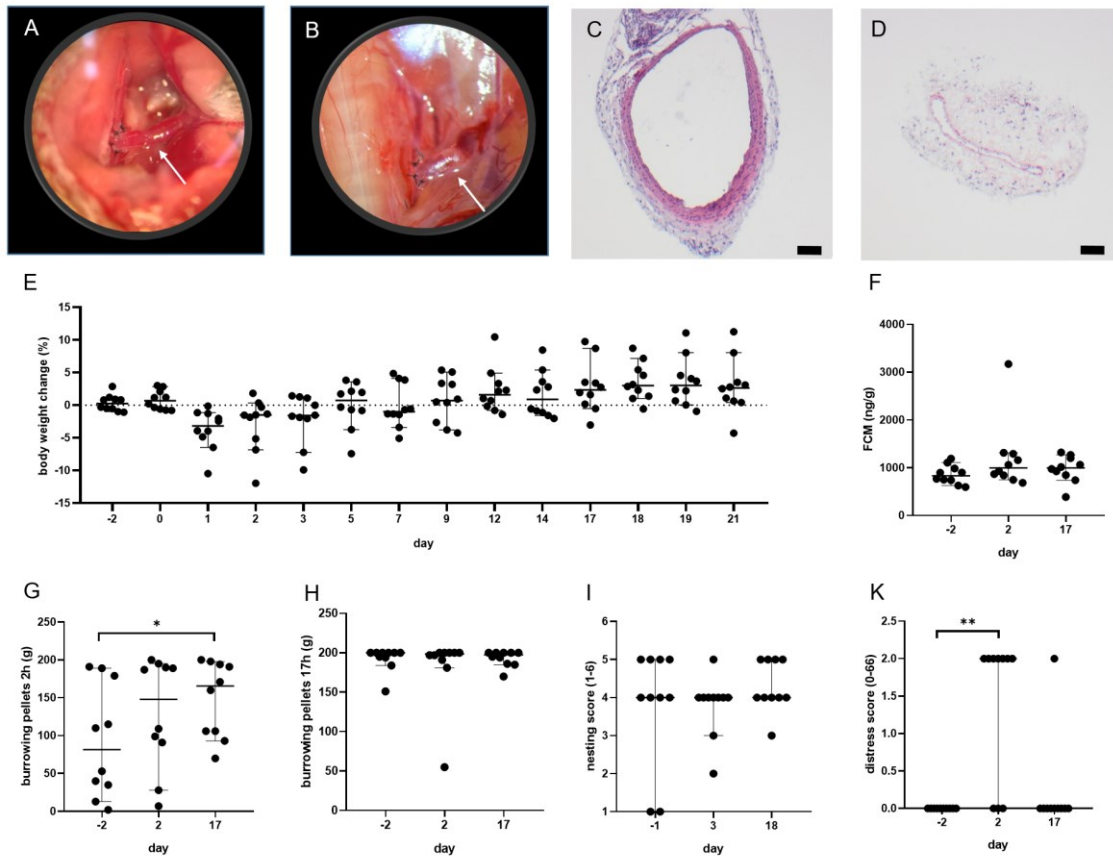 A
B
C
D
E
body weight change (%)
15
10
5
0
-5
-10
-15
-2 0 1 2 3 5 7 9 12 14 17 18 19 21
day
F
FCM (ng/g)
4000
3000
2000
1000
0
-2 2 17
day
G
burrowing pellets 2h (g)
250
200
150
100
50
0
*
-2 2 17
day
H
burrowing pellets 17h (g)
250
200
150
100
50
0
-2 2 17
day
I
nesting score (1-6)
6
5
4
3
2
1
-1 3 18
day
K
distress score (0-66)
2.5
2.0
1.5
1.0
0.5
0.0
**
-2 2 17
day